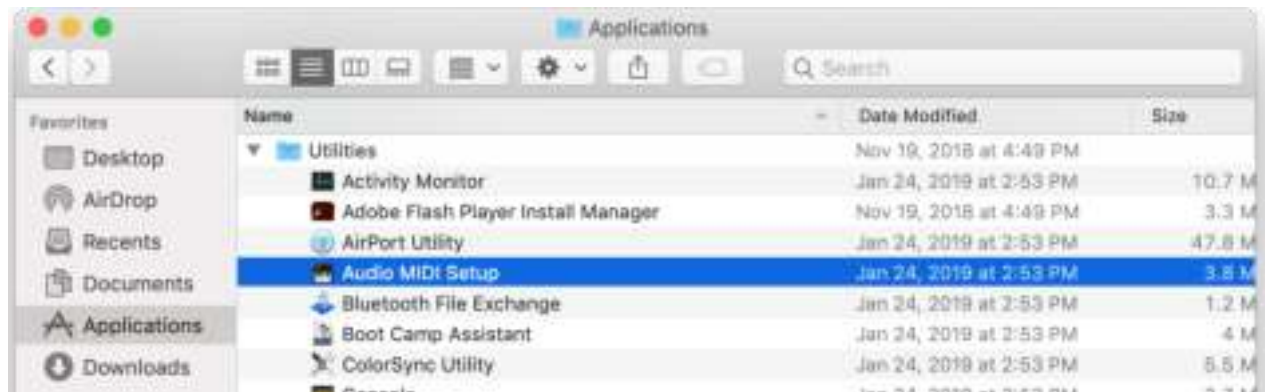 Applications
Search
Favorites
Desktop
AirDrop
Recents
Documents
Applications
Downloads
Name Date Modified Size
Utilities Nov 19, 2018 at 4:49 PM
Activity Monitor Jan 24, 2019 at 2:53 PM 10.7 M
Adobe Flash Player Install Manager Nov 19, 2018 at 4:49 PM 3.3 M
AirPort Utility Jan 24, 2019 at 2:53 PM 47.8 M
Audio MIDI Setup Jan 24, 2019 at 2:53 PM 3.8 M
Bluetooth File Exchange Jan 24, 2019 at 2:53 PM 1.2 M
Boot Camp Assistant Jan 24, 2019 at 2:53 PM 4 M
ColorSync Utility Jan 24, 2019 at 2:53 PM 5.5 M